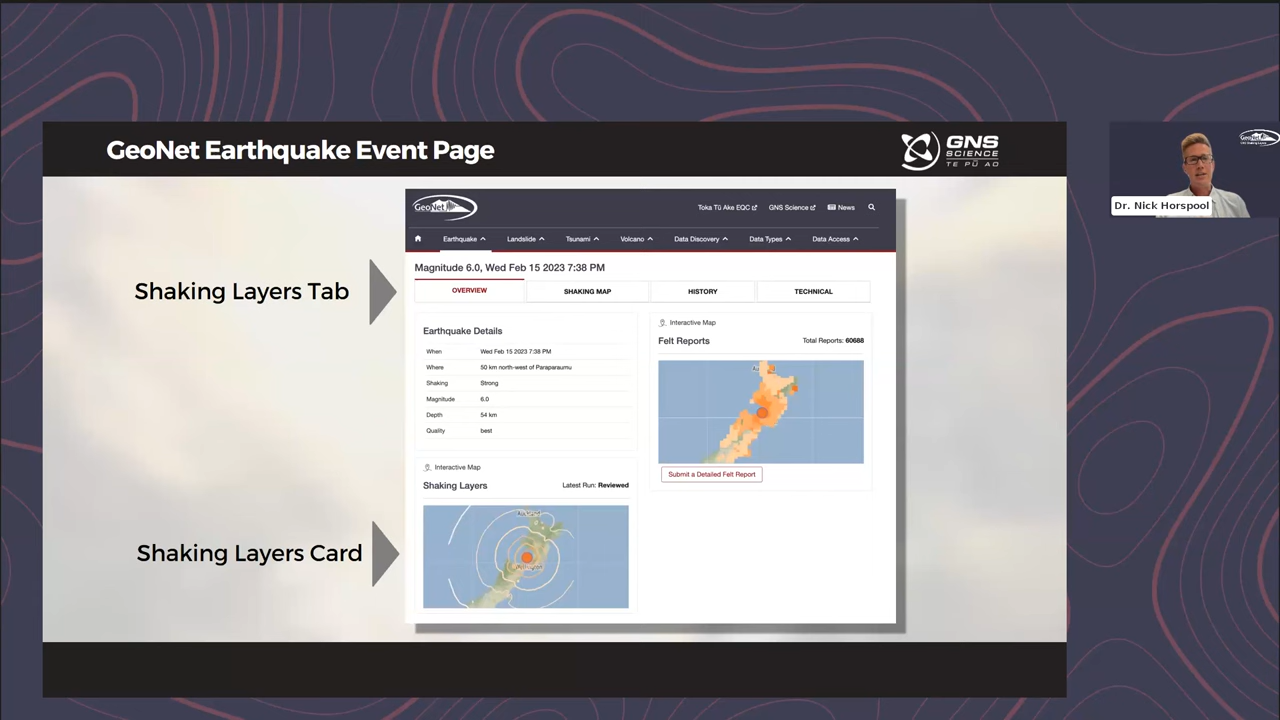 GeoNet Earthquake Event Page
GNS
SCIENCE
TE PŪ AO
GeoNet
Dr. Nick Horspool
GeoNet
Toka Tū Ake EQC
GNS Science
News
Earthquake
Landslide
Tsunami
Volcano
Data Discovery
Data Types
Data Access
Magnitude 6.0, Wed Feb 15 2023 7:38 PM
Shaking Layers Tab
OVERVIEW
SHAKING MAP
HISTORY
TECHNICAL
Earthquake Details
When Wed Feb 15 2023 7:38 PM
Where 50 km north-west of Paraparaumu
Shaking Strong
Magnitude 6.0
Depth 54 km
Quality best
Interactive Map
Felt Reports Total Reports: 60688
Submit a Detailed Felt Report
Interactive Map
Shaking Layers Latest Run: Reviewed
Auckland
Wellington
Shaking Layers Card